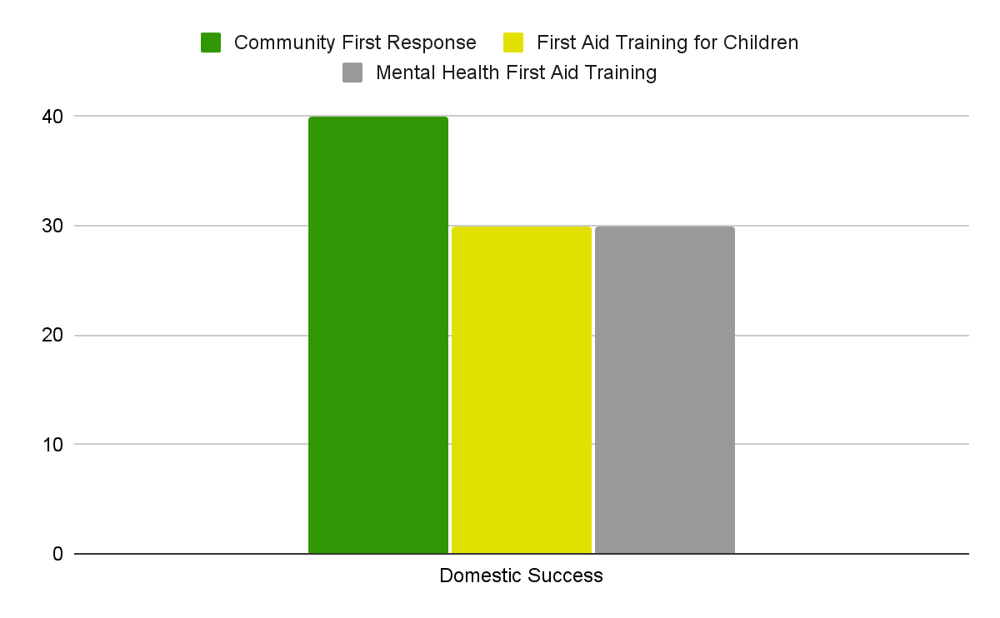 Community First Response First Aid Training for Children
Mental Health First Aid Training
40
30
20
10
0
Domestic Success